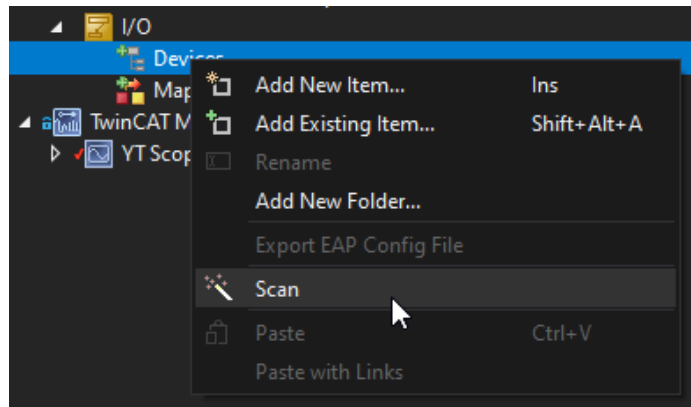 I/O
Devices
Add New Item... Ins
Add Existing Item... Shift+Alt+A
TwinCAT M
Rename
YT Scop
Add New Folder...
Export EAP Config File
Scan
Paste Ctrl+V
Paste with Links